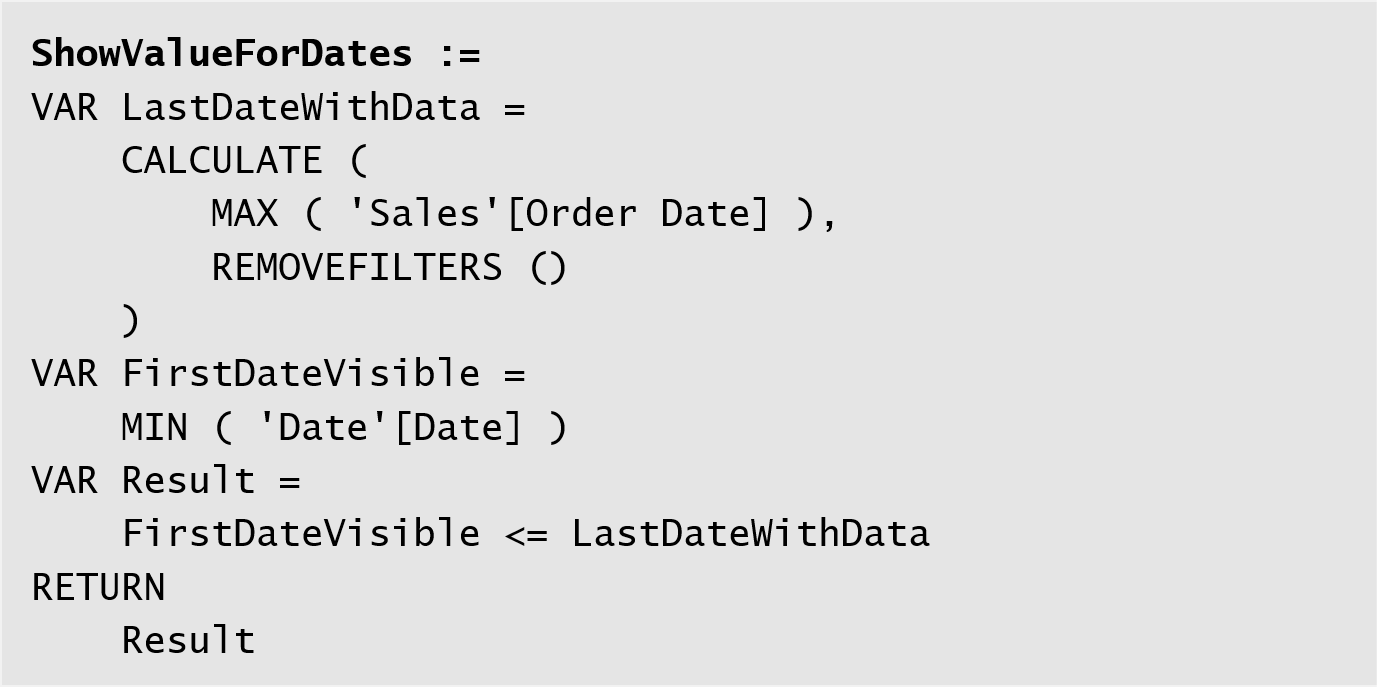 ShowValueForDates :=
VAR LastDateWithData =
    CALCULATE (
        MAX ( 'Sales'[Order Date] ),
        REMOVEFILTERS ()
    )
VAR FirstDateVisible =
    MIN ( 'Date'[Date] )
VAR Result =
    FirstDateVisible <= LastDateWithData
RETURN
    Result